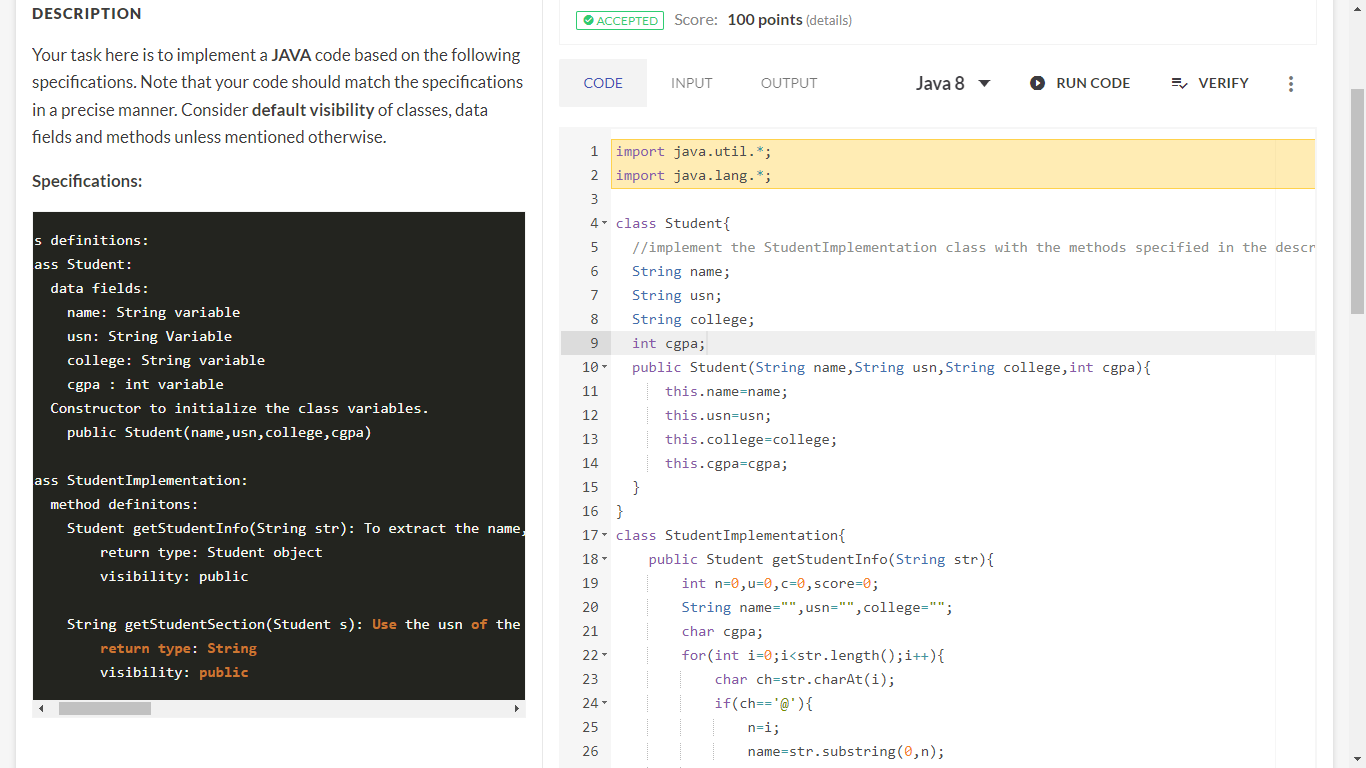 DESCRIPTION
Your task here is to implement a JAVA code based on the following
specifications. Note that your code should match the specifications
in a precise manner. Consider default visibility of classes, data
fields and methods unless mentioned otherwise.
Specifications:
s definitions:
ass Student:
data fields:
name: String variable
usn: String Variable
college: String variable
cgpa : int variable
Constructor to initialize the class variables.
public Student(name,usn,college,cgpa)
ass StudentImplementation:
method definitons:
Student getStudentInfo(String str): To extract the name,
return type: Student object
visibility: public
String getStudentSection(Student s): Use the usn of the
return type: String
visibility: public
ACCEPTED Score: 100 points (details)
CODE INPUT OUTPUT Java 8 RUN CODE VERIFY
1 import java.util.*;
2 import java.lang.*;
3
4 class Student{
5 //implement the StudentImplementation class with the methods specified in the descr
6 String name;
7 String usn;
8 String college;
9 int cgpa;
10 public Student(String name,String usn,String college,int cgpa){
11 this.name=name;
12 this.usn=usn;
13 this.college=college;
14 this.cgpa=cgpa;
15 }
16 }
17 class StudentImplementation{
18 public Student getStudentInfo(String str){
19 int n=0,u=0,c=0,score=0;
20 String name="",usn="",college="";
21 char cgpa;
22 for(int i=0;i<str.length();i++){
23 char ch=str.charAt(i);
24 if(ch=='@'){
25 n=i;
26 name=str.substring(0,n);